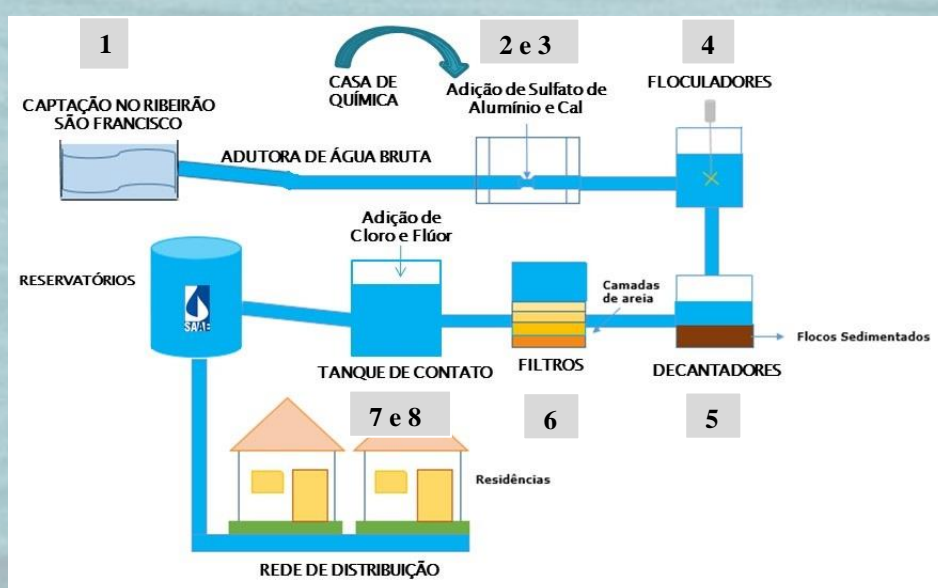 1
2 e 3
4
CASA DE
QUÍMICA
Adição de Sulfato de
Alumínio e Cal
FLOCULADORES
CAPTAÇÃO NO RIBEIRÃO
SÃO FRANCISCO
ADUTORA DE ÁGUA BRUTA
Adição de
Cloro e Flúor
RESERVATÓRIOS
SAAE
Camadas
de areia
Flocos Sedimentados
TANQUE DE CONTATO
FILTROS
DECANTADORES
7 e 8
6
5
Residências
REDE DE DISTRIBUIÇÃO